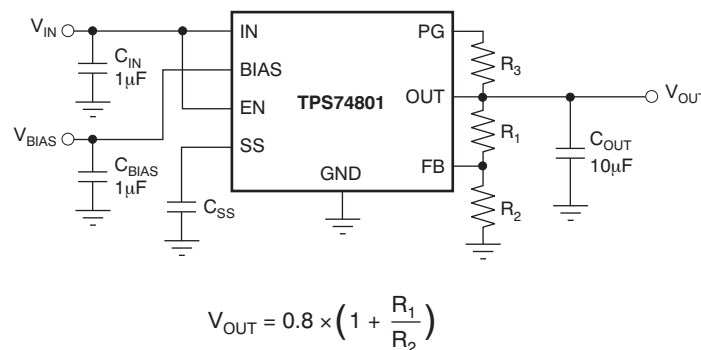 V_IN
C_IN
1μF
V_BIAS
C_BIAS
1μF
C_SS
IN
BIAS
EN
SS
TPS74801
GND
PG
OUT
FB
R_3
R_1
R_2
V_OUT
C_OUT
10μF
V_OUT = 0.8 × (1 + R_1 / R_2)